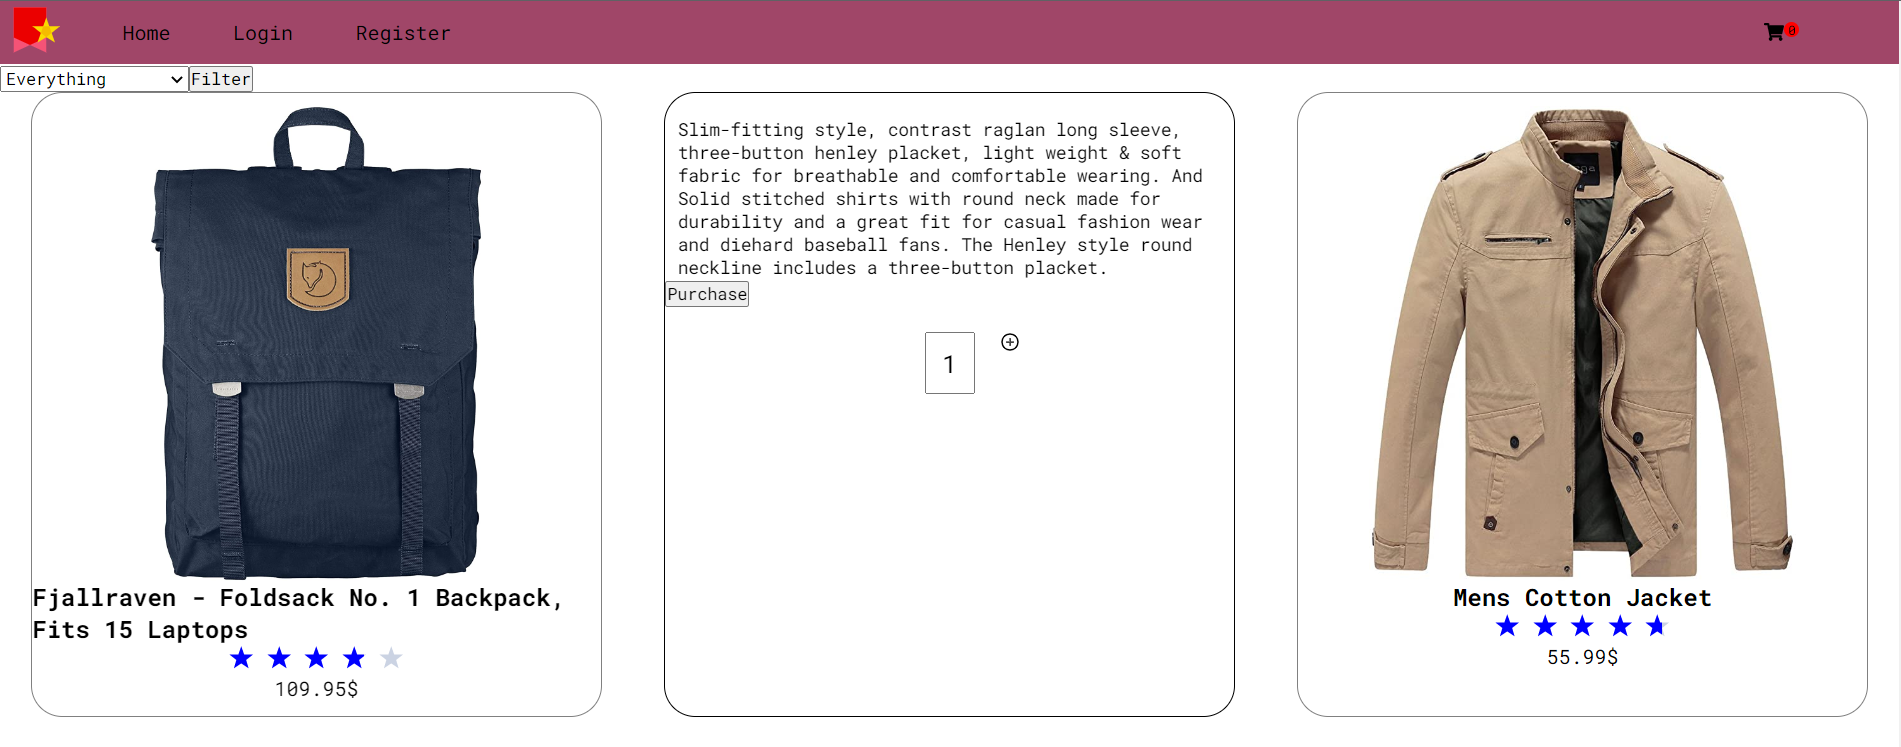 Home Login Register 0
Everything Filter
Slim-fitting style, contrast raglan long sleeve,
three-button henley placket, light weight & soft
fabric for breathable and comfortable wearing. And
Solid stitched shirts with round neck made for
durability and a great fit for casual fashion wear
and diehard baseball fans. The Henley style round
neckline includes a three-button placket.
Purchase
1
Fjallraven - Foldsack No. 1 Backpack,
Fits 15 Laptops
109.95$
Mens Cotton Jacket
55.99$